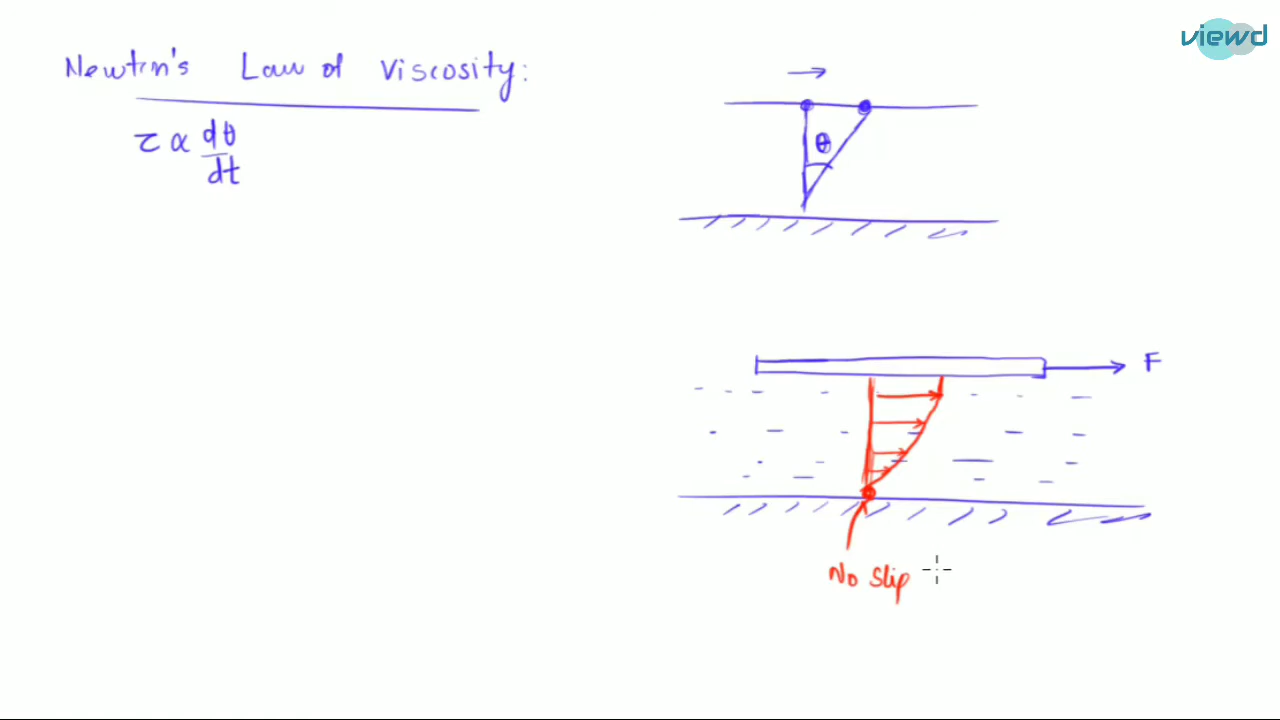 viewd
Newton's Law of Viscosity:
τ ∝ dθ/dt
θ
F
No slip